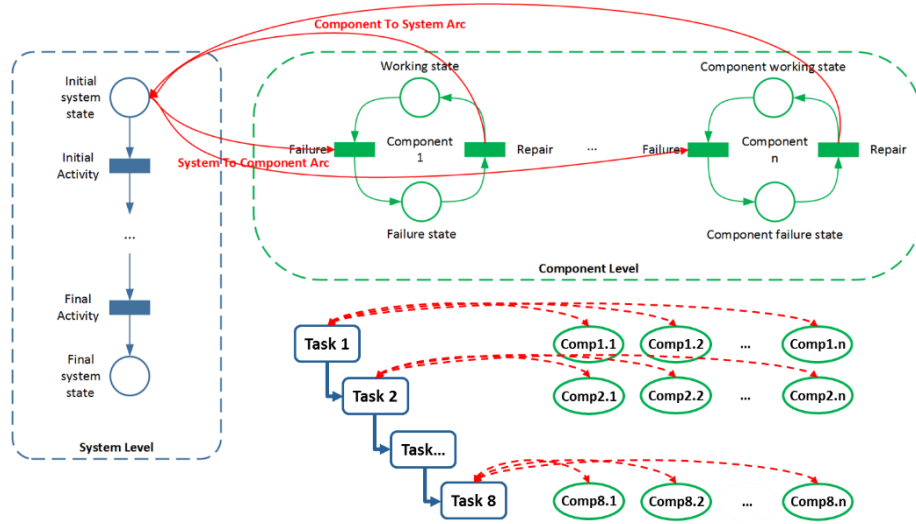 Component To System Arc
Initial
system
state
Initial
Activity
...
Final
Activity
Final
system
state
System Level
Working state
Failure
Component
1
Repair
Failure state
System To Component Arc
...
Component working state
Failure
Component
n
Repair
Component failure state
Component Level
Task 1
Comp1.1
Comp1.2
...
Comp1.n
Task 2
Comp2.1
Comp2.2
...
Comp2.n
Task...
Task 8
Comp8.1
Comp8.2
...
Comp8.n